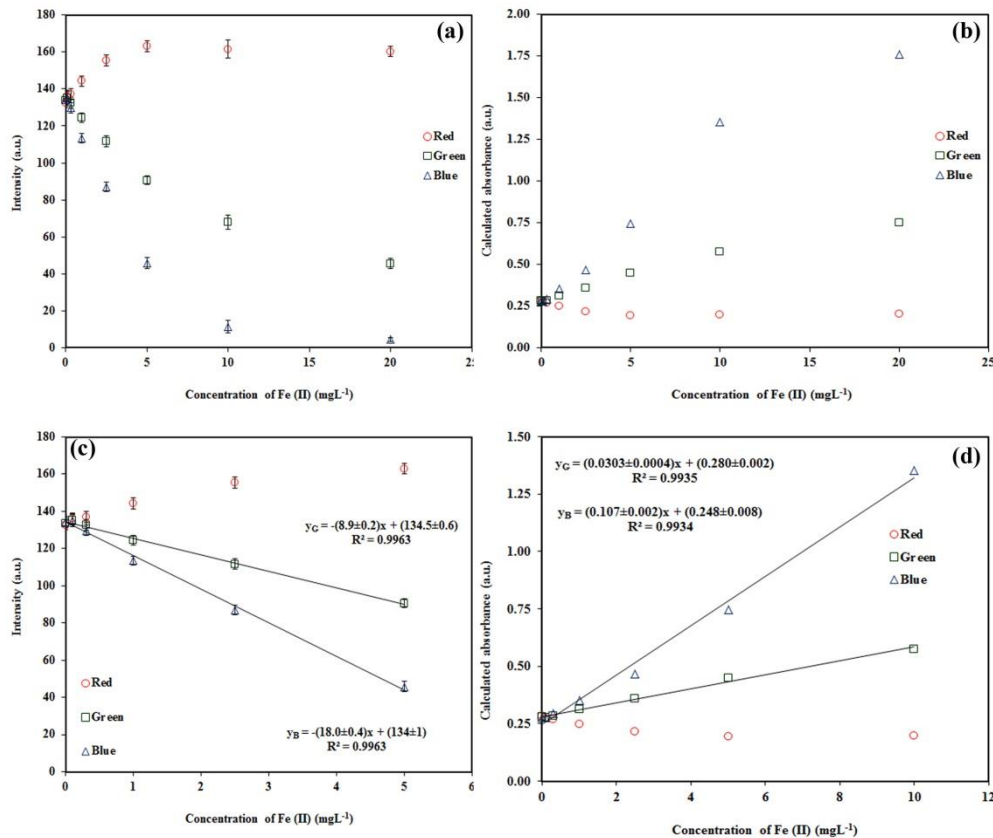 (a)
Intensity (a.u.)
180
160
140
120
100
80
60
40
20
0
0 5 10 15 20 25
Concentration of Fe (II) (mgL⁻¹)
Red
Green
Blue
(b)
Calculated absorbance (a.u.)
2.00
1.75
1.50
1.25
1.00
0.75
0.50
0.25
0.00
0 5 10 15 20 25
Concentration of Fe (II) (mgL⁻¹)
Red
Green
Blue
(c)
Intensity (a.u.)
180
160
140
120
100
80
60
40
20
0
0 1 2 3 4 5 6
Concentration of Fe (II) (mgL⁻¹)
y_G = -(8.9±0.2)x + (134.5±0.6)
R² = 0.9963
Red
Green
Blue
y_B = -(18.0±0.4)x + (134±1)
R² = 0.9963
(d)
Calculated absorbance (a.u.)
1.50
1.25
1.00
0.75
0.50
0.25
0.00
0 2 4 6 8 10 12
Concentration of Fe (II) (mgL⁻¹)
y_G = (0.0303±0.0004)x + (0.280±0.002)
R² = 0.9935
y_B = (0.107±0.002)x + (0.248±0.008)
R² = 0.9934
Red
Green
Blue